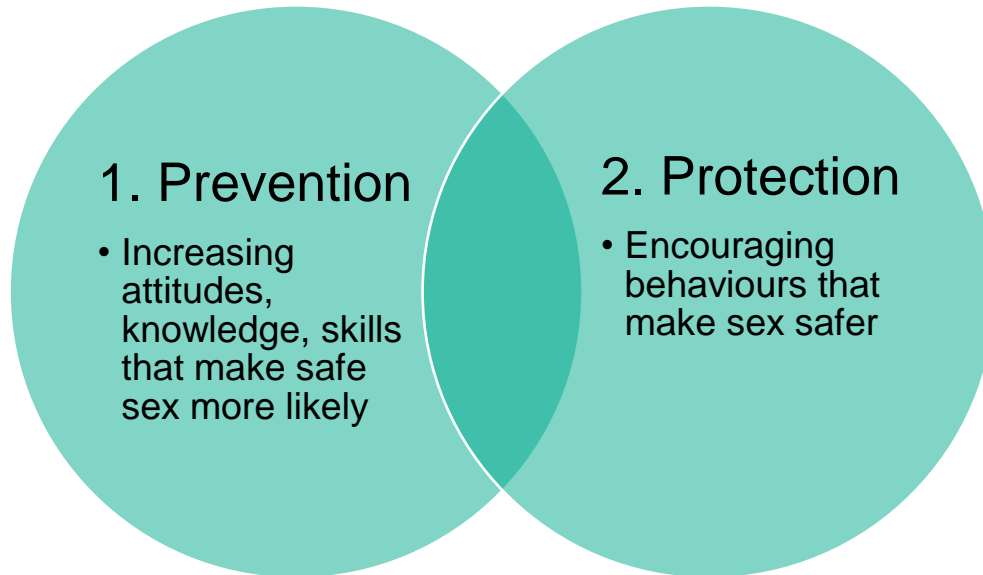 1. Prevention
• Increasing
attitudes,
knowledge, skills
that make safe
sex more likely
2. Protection
• Encouraging
behaviours that
make sex safer